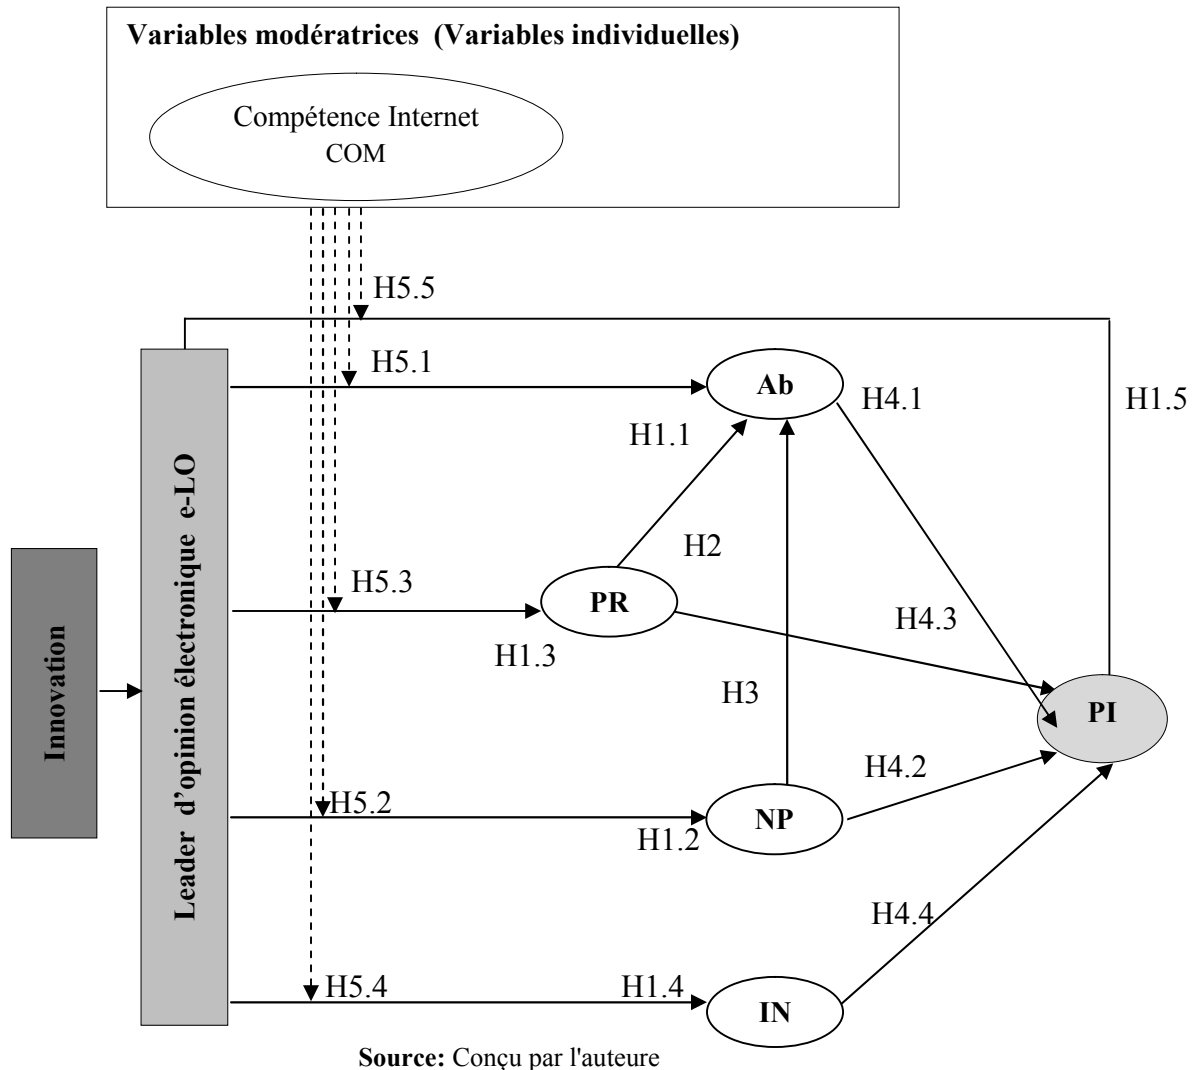 Variables modératrices (Variables individuelles)
Compétence Internet
COM
H5.5
H5.1
Ab
H4.1
H1.5
H1.1
H2
H5.3
PR
H4.3
H1.3
Innovation
Leader d'opinion électronique e-LO
H3
PI
H4.2
H5.2
NP
H1.2
H4.4
H5.4
H1.4
IN
Source: Conçu par l'auteure